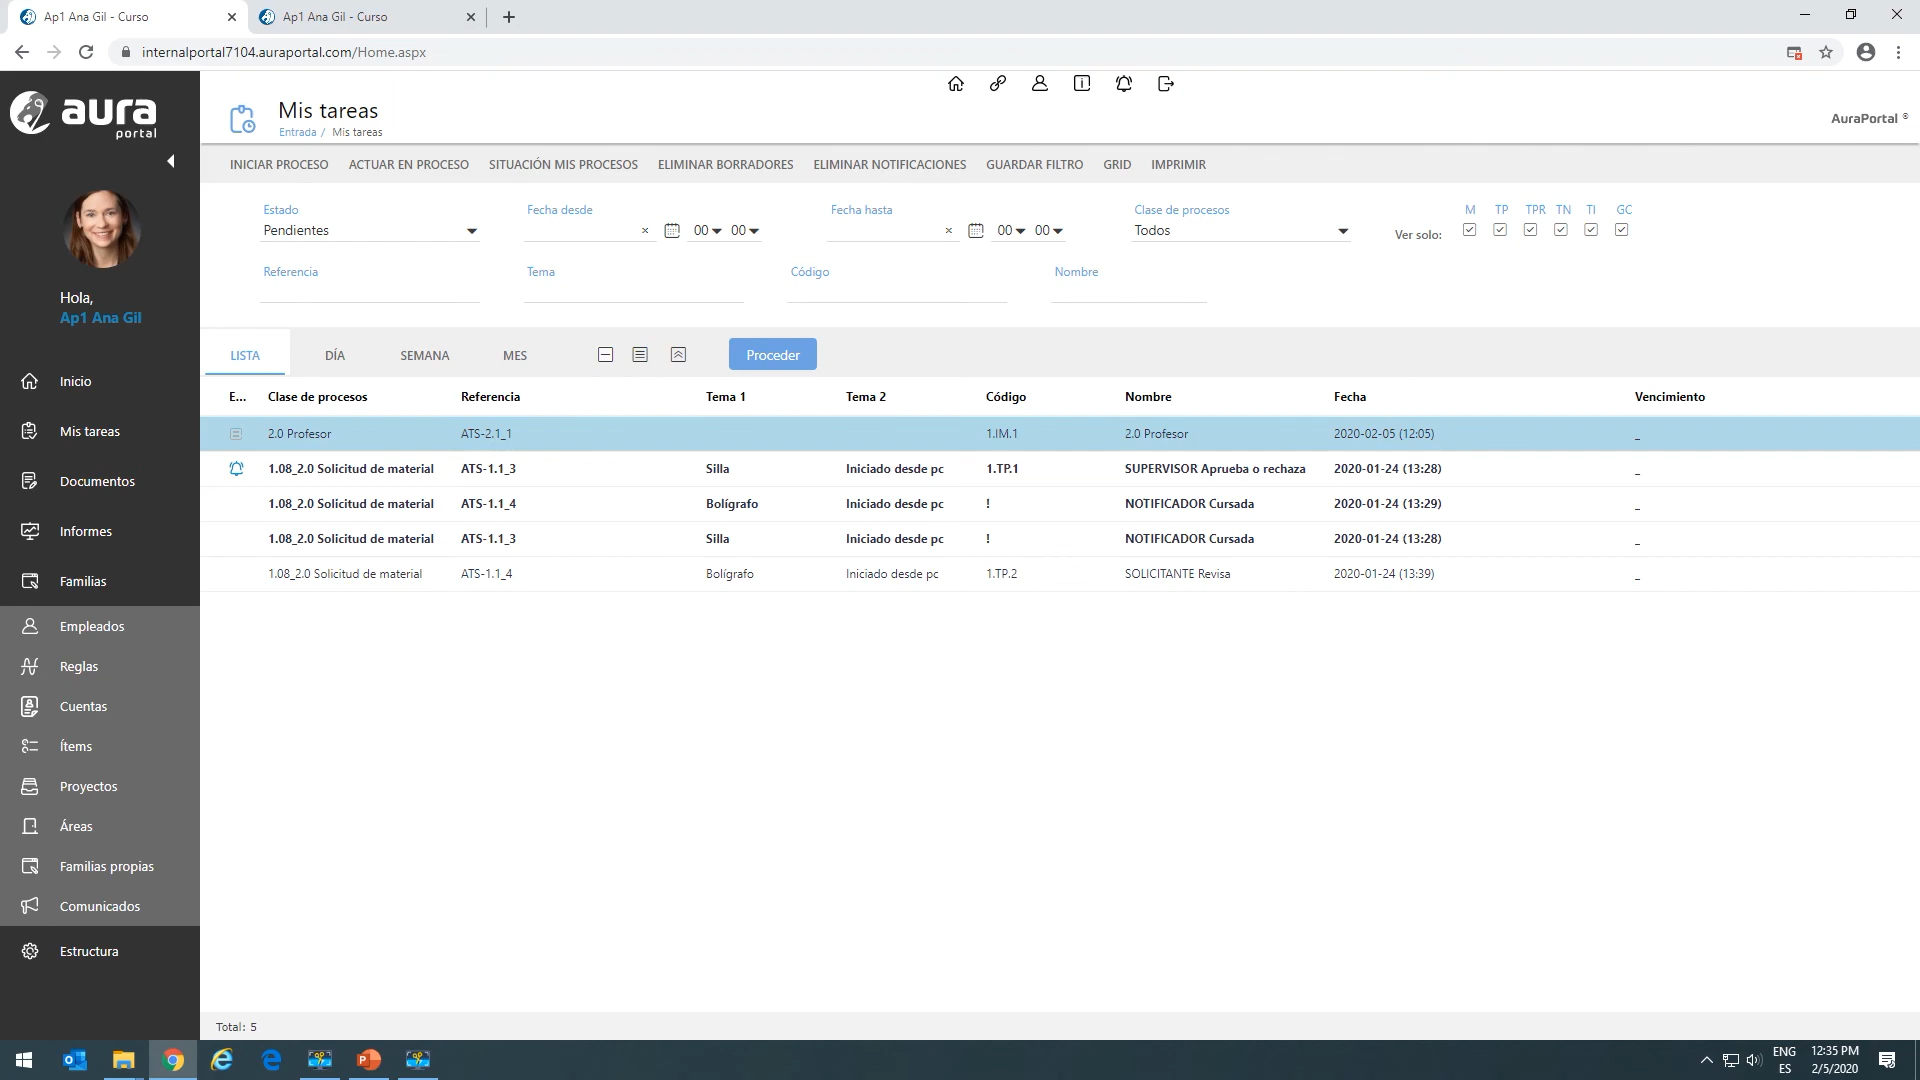 Ap1 Ana Gil - Curso
Ap1 Ana Gil - Curso
internalportal7104.auraportal.com/Home.aspx
aura
portal
Mis tareas
Entrada / Mis tareas
AuraPortal ®
INICIAR PROCESO ACTUAR EN PROCESO SITUACIÓN MIS PROCESOS ELIMINAR BORRADORES ELIMINAR NOTIFICACIONES GUARDAR FILTRO GRID IMPRIMIR
Estado Fecha desde Fecha hasta Clase de procesos M TP TPR TN TI GC
Pendientes 00 00 00 00 Todos Ver solo:
Referencia Tema Código Nombre
Hola,
Ap1 Ana Gil
LISTA DÍA SEMANA MES Proceder
E... Clase de procesos Referencia Tema 1 Tema 2 Código Nombre Fecha Vencimiento
2.0 Profesor ATS-2.1_1 1.IM.1 2.0 Profesor 2020-02-05 (12:05) _
1.08_2.0 Solicitud de material ATS-1.1_3 Silla Iniciado desde pc 1.TP.1 SUPERVISOR Aprueba o rechaza 2020-01-24 (13:28) _
1.08_2.0 Solicitud de material ATS-1.1_4 Bolígrafo Iniciado desde pc ! NOTIFICADOR Cursada 2020-01-24 (13:29) _
1.08_2.0 Solicitud de material ATS-1.1_3 Silla Iniciado desde pc ! NOTIFICADOR Cursada 2020-01-24 (13:28) _
1.08_2.0 Solicitud de material ATS-1.1_4 Bolígrafo Iniciado desde pc 1.TP.2 SOLICITANTE Revisa 2020-01-24 (13:39) _
Inicio
Mis tareas
Documentos
Informes
Familias
Empleados
Reglas
Cuentas
Ítems
Proyectos
Áreas
Familias propias
Comunicados
Estructura
Total: 5
ENG 12:35 PM
ES 2/5/2020